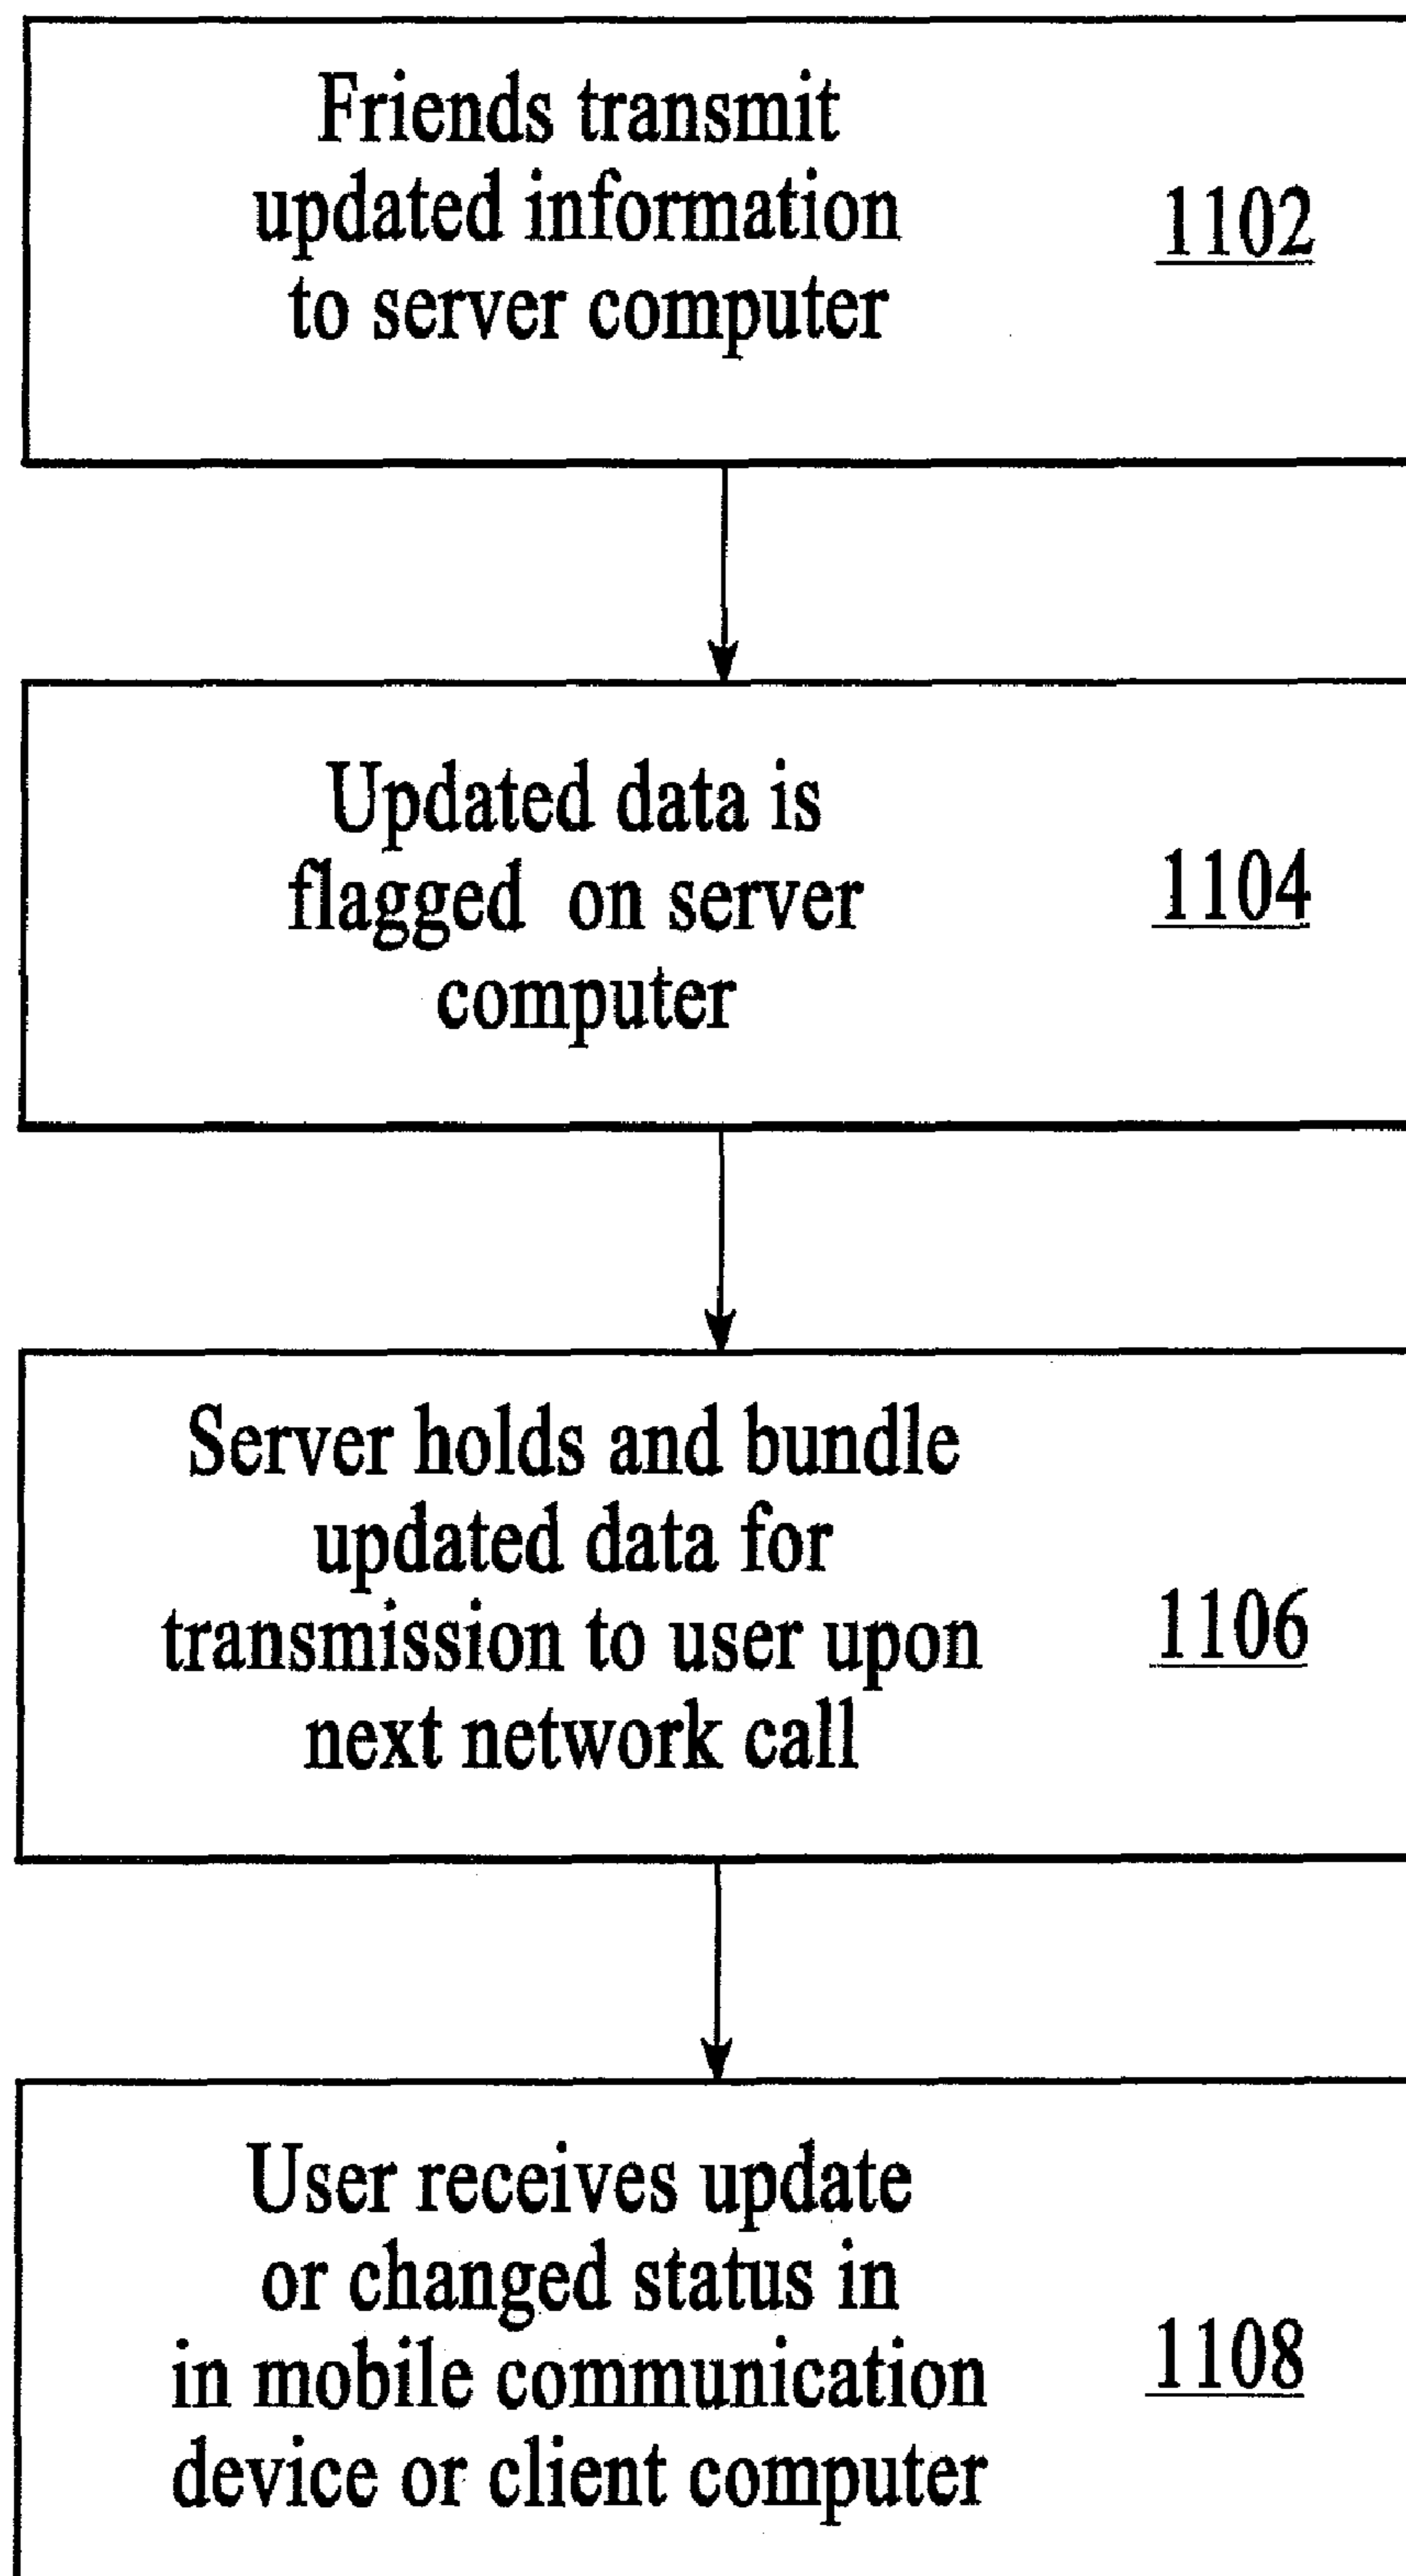 Friends transmit
updated information
to server computer
1102
Updated data is
flagged on server
computer
1104
Server holds and bundle
updated data for
transmission to user upon
next network call
1106
User receives update
or changed status in
in mobile communication
device or client computer
1108